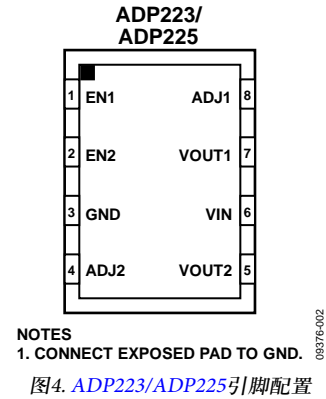 ADP223/
ADP225
1 EN1 ADJ1 8
2 EN2 VOUT1 7
3 GND VIN 6
4 ADJ2 VOUT2 5
NOTES
1. CONNECT EXPOSED PAD TO GND.
09376-002
图4. ADP223/ADP225引脚配置